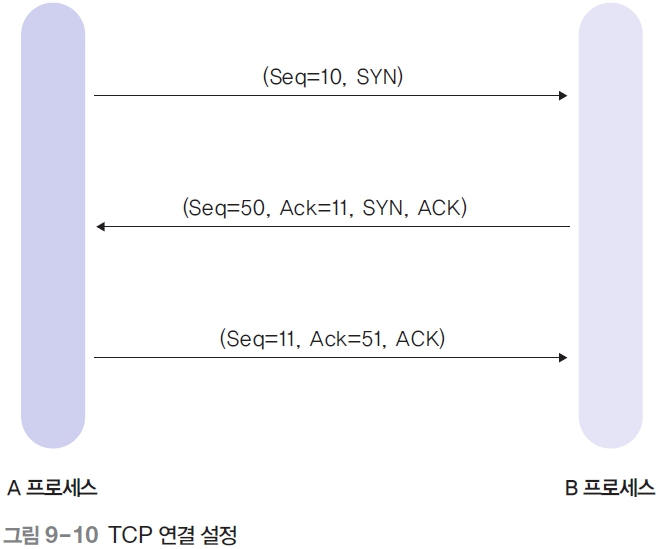 (Seq=10, SYN)
(Seq=50, Ack=11, SYN, ACK)
(Seq=11, Ack=51, ACK)
A 프로세스
B 프로세스
그림 9-10 TCP 연결 설정